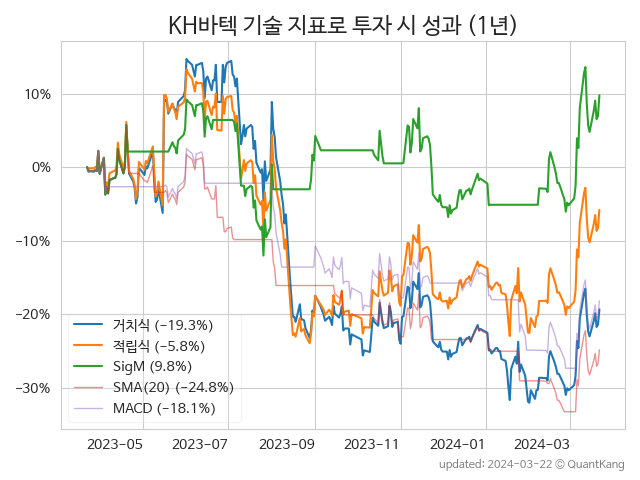 KH바텍 기술 지표로 투자 시 성과 (1년)
10%
0%
−10%
−20%
−30%
거치식 (−19.3%)
적립식 (−5.8%)
SigM (9.8%)
SMA(20) (−24.8%)
MACD (−18.1%)
2023-05
2023-07
2023-09
2023-11
2024-01
2024-03
updated: 2024-03-22 © QuantKang